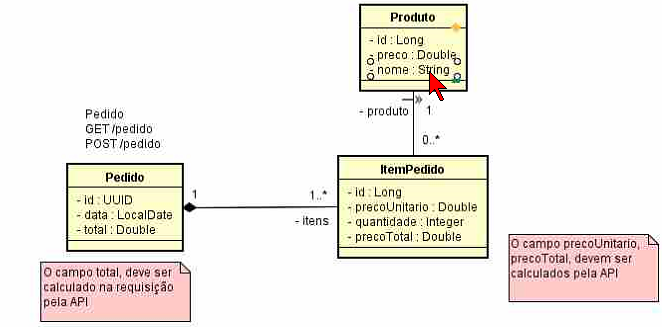 Produto
- id : Long
- preco : Double
- nome : String
- produto
1
0..*
Pedido
GET /pedido
POST /pedido
Pedido
- id : UUID
- data : LocalDate
- total : Double
1
1..*
- itens
ItemPedido
- id : Long
- precoUnitario : Double
- quantidade : Integer
- precoTotal : Double
O campo total, deve ser
calculado na requisição
pela API
O campo precoUnitario,
precoTotal, devem ser
calculados pela API